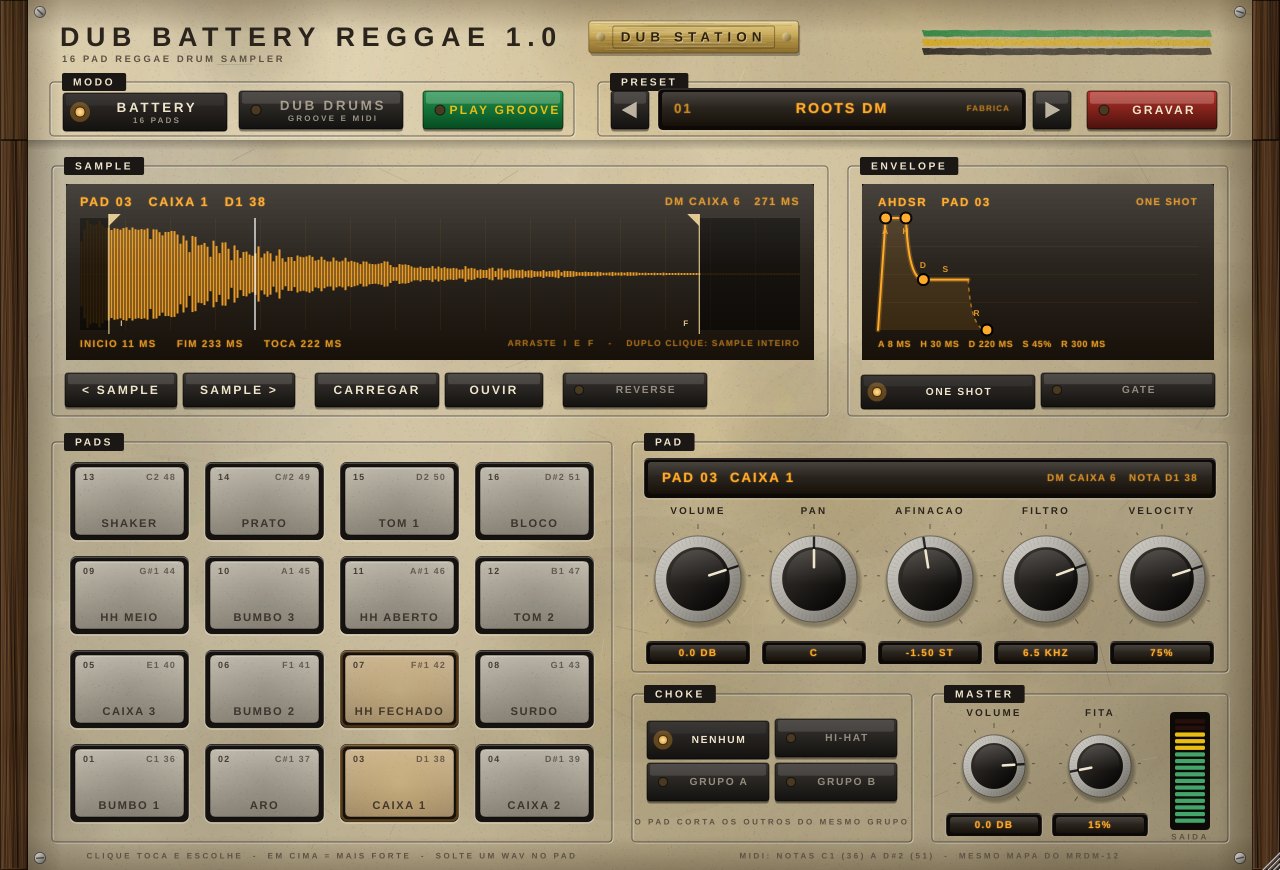 DUB BATTERY REGGAE 1.0
16 PAD REGGAE DRUM SAMPLER
DUB STATION
MODO
BATTERY
16 PADS
DUB DRUMS
GROOVE E MIDI
PLAY GROOVE
PRESET
01 ROOTS DM FABRICA
GRAVAR
SAMPLE
PAD 03 CAIXA 1 D1 38 DM CAIXA 6 271 MS
I F
INICIO 11 MS FIM 233 MS TOCA 222 MS ARRASTE I E F - DUPLO CLIQUE: SAMPLE INTEIRO
< SAMPLE SAMPLE > CARREGAR OUVIR REVERSE
ENVELOPE
AHDSR PAD 03 ONE SHOT
A H
D S
R
A 8 MS H 30 MS D 220 MS S 45% R 300 MS
ONE SHOT GATE
PADS
13 C2 48 14 C#2 49 15 D2 50 16 D#2 51
SHAKER PRATO TOM 1 BLOCO
09 G#1 44 10 A1 45 11 A#1 46 12 B1 47
HH MEIO BUMBO 3 HH ABERTO TOM 2
05 E1 40 06 F1 41 07 F#1 42 08 G1 43
CAIXA 3 BUMBO 2 HH FECHADO SURDO
01 C1 36 02 C#1 37 03 D1 38 04 D#1 39
BUMBO 1 ARO CAIXA 1 CAIXA 2
PAD
PAD 03 CAIXA 1 DM CAIXA 6 NOTA D1 38
VOLUME PAN AFINACAO FILTRO VELOCITY
0.0 DB C -1.50 ST 6.5 KHZ 75%
CHOKE
NENHUM HI-HAT
GRUPO A GRUPO B
O PAD CORTA OS OUTROS DO MESMO GRUPO
MASTER
VOLUME FITA
0.0 DB 15%
SAIDA
CLIQUE TOCA E ESCOLHE - EM CIMA = MAIS FORTE - SOLTE UM WAV NO PAD
MIDI: NOTAS C1 (36) A D#2 (51) - MESMO MAPA DO MRDM-12